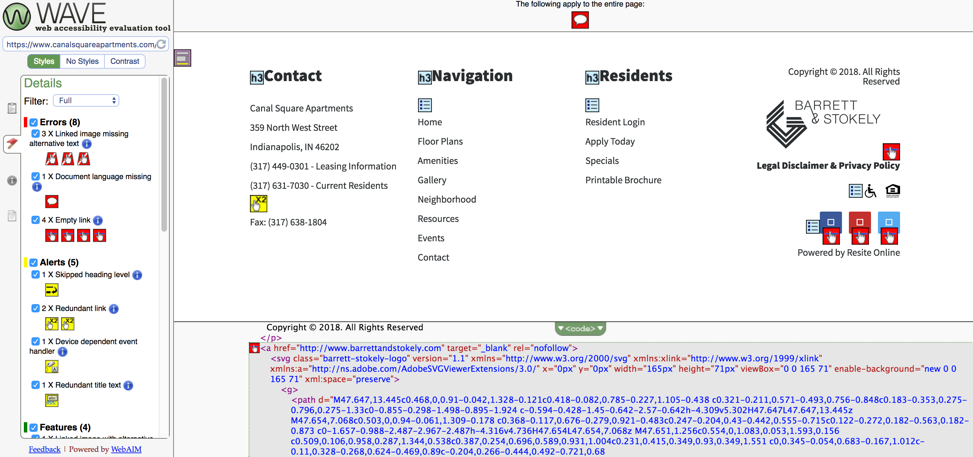 WAVE
web accessibility evaluation tool
https://www.canalsquareapartments.com/
Styles No Styles Contrast
Details
Filter: Full
Errors (8)
3 X Linked image missing
alternative text
1 X Document language missing
4 X Empty link
Alerts (5)
1 X Skipped heading level
2 X Redundant link
X2 X2
1 X Device dependent event
handler
1 X Redundant title text
Features (4)
1 X Linked image with alternative
Feedback | Powered by WebAIM
The following apply to the entire page:
h3 Contact
Canal Square Apartments
359 North West Street
Indianapolis, IN 46202
(317) 449-0301 - Leasing Information
(317) 631-7030 - Current Residents
X2
Fax: (317) 638-1804
h3 Navigation
Home
Floor Plans
Amenities
Gallery
Neighborhood
Resources
Events
Contact
h3 Residents
Resident Login
Apply Today
Specials
Printable Brochure
Copyright © 2018. All Rights
Reserved
BARRETT
& STOKELY
Legal Disclaimer & Privacy Policy
Powered by Resite Online
<code>
Copyright © 2018. All Rights Reserved
</p>
<a href="http://www.barrettandstokely.com" target="_blank" rel="nofollow">
<svg class="barrett-stokely-logo" version="1.1" xmlns="http://www.w3.org/2000/svg" xmlns:xlink="http://www.w3.org/1999/xlink"
xmlns:a="http://ns.adobe.com/AdobeSVGViewerExtensions/3.0/" x="0px" y="0px" width="165px" height="71px" viewBox="0 0 165 71" enable-background="new 0 0
165 71" xml:space="preserve">
<g>
<path d="M47.647,13.445c0.468,0,0.91-0.042,1.328-0.121c0.418-0.082,0.785-0.227,1.105-0.438 c0.321-0.211,0.571-0.493,0.756-0.848c0.183-0.353,0.275-
0.796,0.275-1.33c0-0.855-0.298-1.498-0.895-1.924 c-0.594-0.428-1.45-0.642-2.57-0.642h-4.309v5.302H47.647L47.647,13.445z
M47.654,7.068c0.503,0,0.94-0.061,1.309-0.178 c0.368-0.117,0.676-0.279,0.921-0.483c0.247-0.204,0.43-0.442,0.555-0.715c0.122-0.272,0.182-0.563,0.182-
0.873 c0-1.657-0.988-2.487-2.967-2.487h-4.316v4.736H47.654L47.654,7.068z M47.651,1.256c0.554,0,1.083,0.053,1.593,0.156
c0.509,0.106,0.958,0.287,1.344,0.538c0.387,0.254,0.696,0.589,0.931,1.004c0.231,0.415,0.349,0.93,0.349,1.551 c0,0.345-0.054,0.683-0.167,1.012c-
0.11,0.328-0.268,0.624-0.469,0.89c-0.204,0.266-0.444,0.492-0.721,0.68